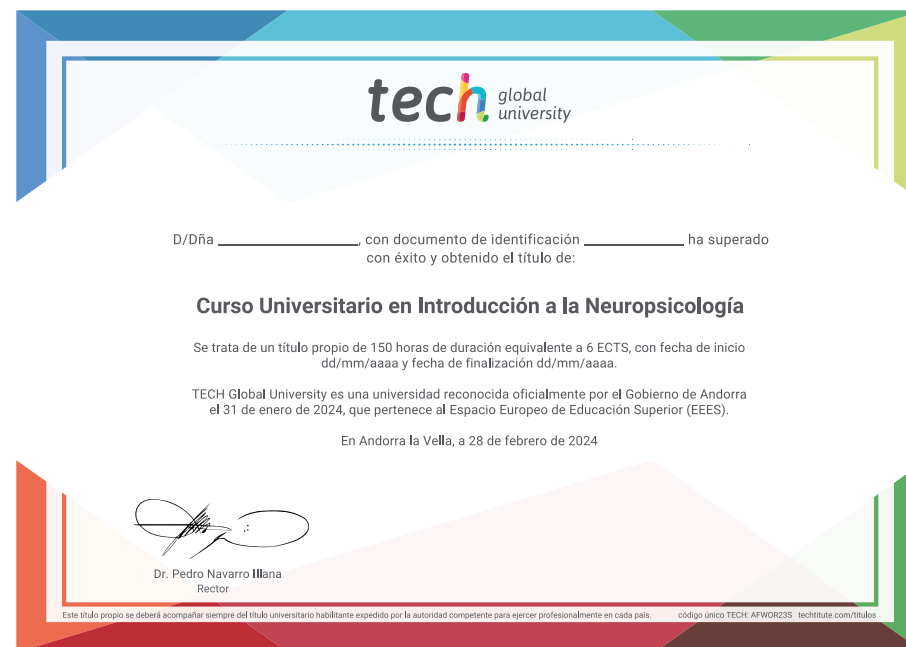 tech global
university
D/Dña ______________, con documento de identificación __________ ha superado
con éxito y obtenido el título de:
Curso Universitario en Introducción a la Neuropsicología
Se trata de un título propio de 150 horas de duración equivalente a 6 ECTS, con fecha de inicio
dd/mm/aaaa y fecha de finalización dd/mm/aaaa.
TECH Global University es una universidad reconocida oficialmente por el Gobierno de Andorra
el 31 de enero de 2024, que pertenece al Espacio Europeo de Educación Superior (EEES).
En Andorra la Vella, a 28 de febrero de 2024
Dr. Pedro Navarro Illana
Rector
Este título propio se deberá acompañar siempre del título universitario habilitante expedido por la autoridad competente para ejercer profesionalmente en cada país. código único TECH: AFWOR23S techtitute.com/titulos